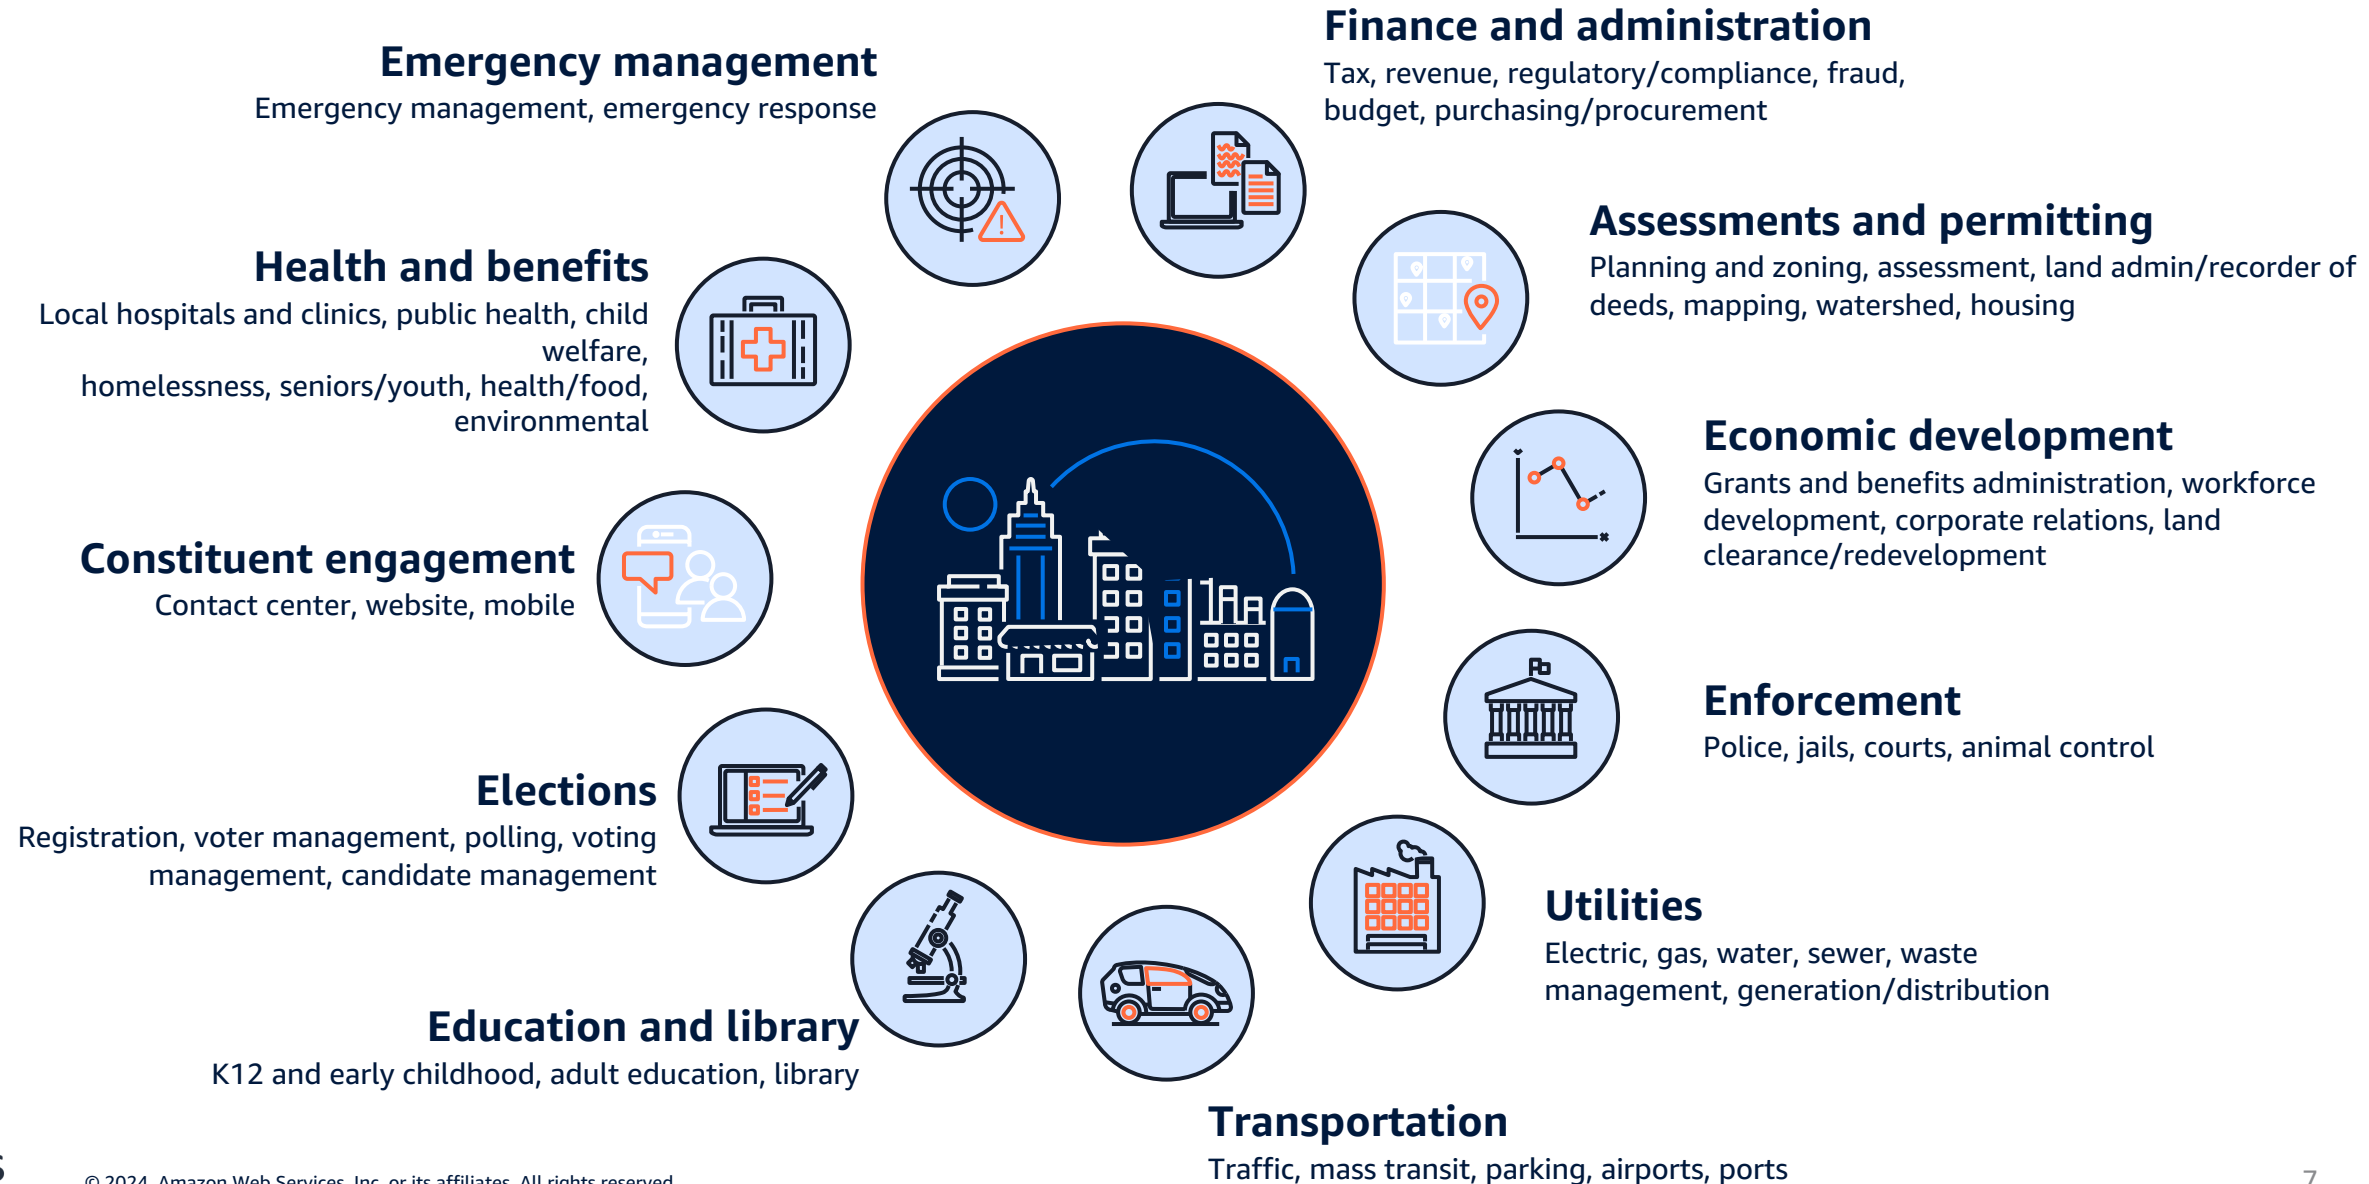 Finance and administration
Tax, revenue, regulatory/compliance, fraud,
budget, purchasing/procurement
Emergency management
Emergency management, emergency response
Assessments and permitting
Planning and zoning, assessment, land admin/recorder of
deeds, mapping, watershed, housing
Health and benefits
Local hospitals and clinics, public health, child
welfare,
homelessness, seniors/youth, health/food,
environmental
Economic development
Grants and benefits administration, workforce
development, corporate relations, land
clearance/redevelopment
Constituent engagement
Contact center, website, mobile
Enforcement
Police, jails, courts, animal control
Elections
Registration, voter management, polling, voting
management, candidate management
Utilities
Electric, gas, water, sewer, waste
management, generation/distribution
Education and library
K12 and early childhood, adult education, library
Transportation
Traffic, mass transit, parking, airports, ports
© 2024, Amazon Web Services, Inc. or its affiliates. All rights reserved.
7